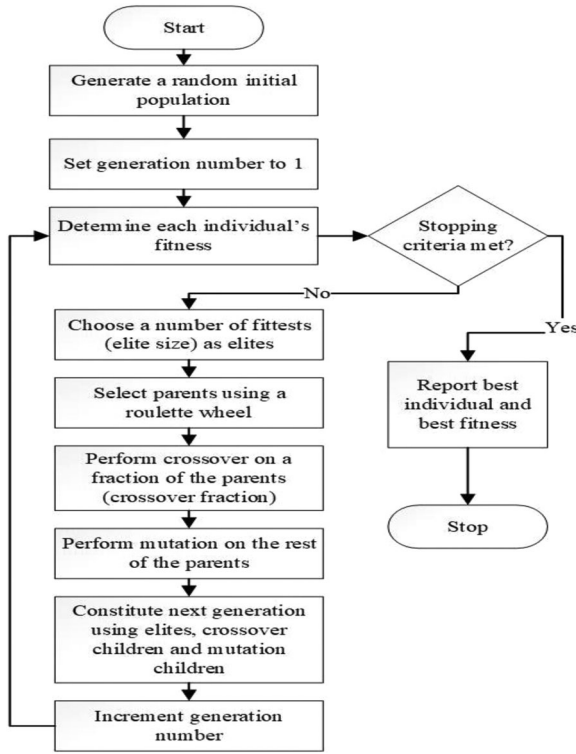 Start
Generate a random initial
population
Set generation number to 1
Determine each individual's
fitness
Stopping
criteria met?
No
Yes
Choose a number of fittests
(elite size) as elites
Select parents using a
roulette wheel
Perform crossover on a
fraction of the parents
(crossover fraction)
Perform mutation on the rest
of the parents
Constitute next generation
using elites, crossover
children and mutation
children
Increment generation
number
Report best
individual and
best fitness
Stop